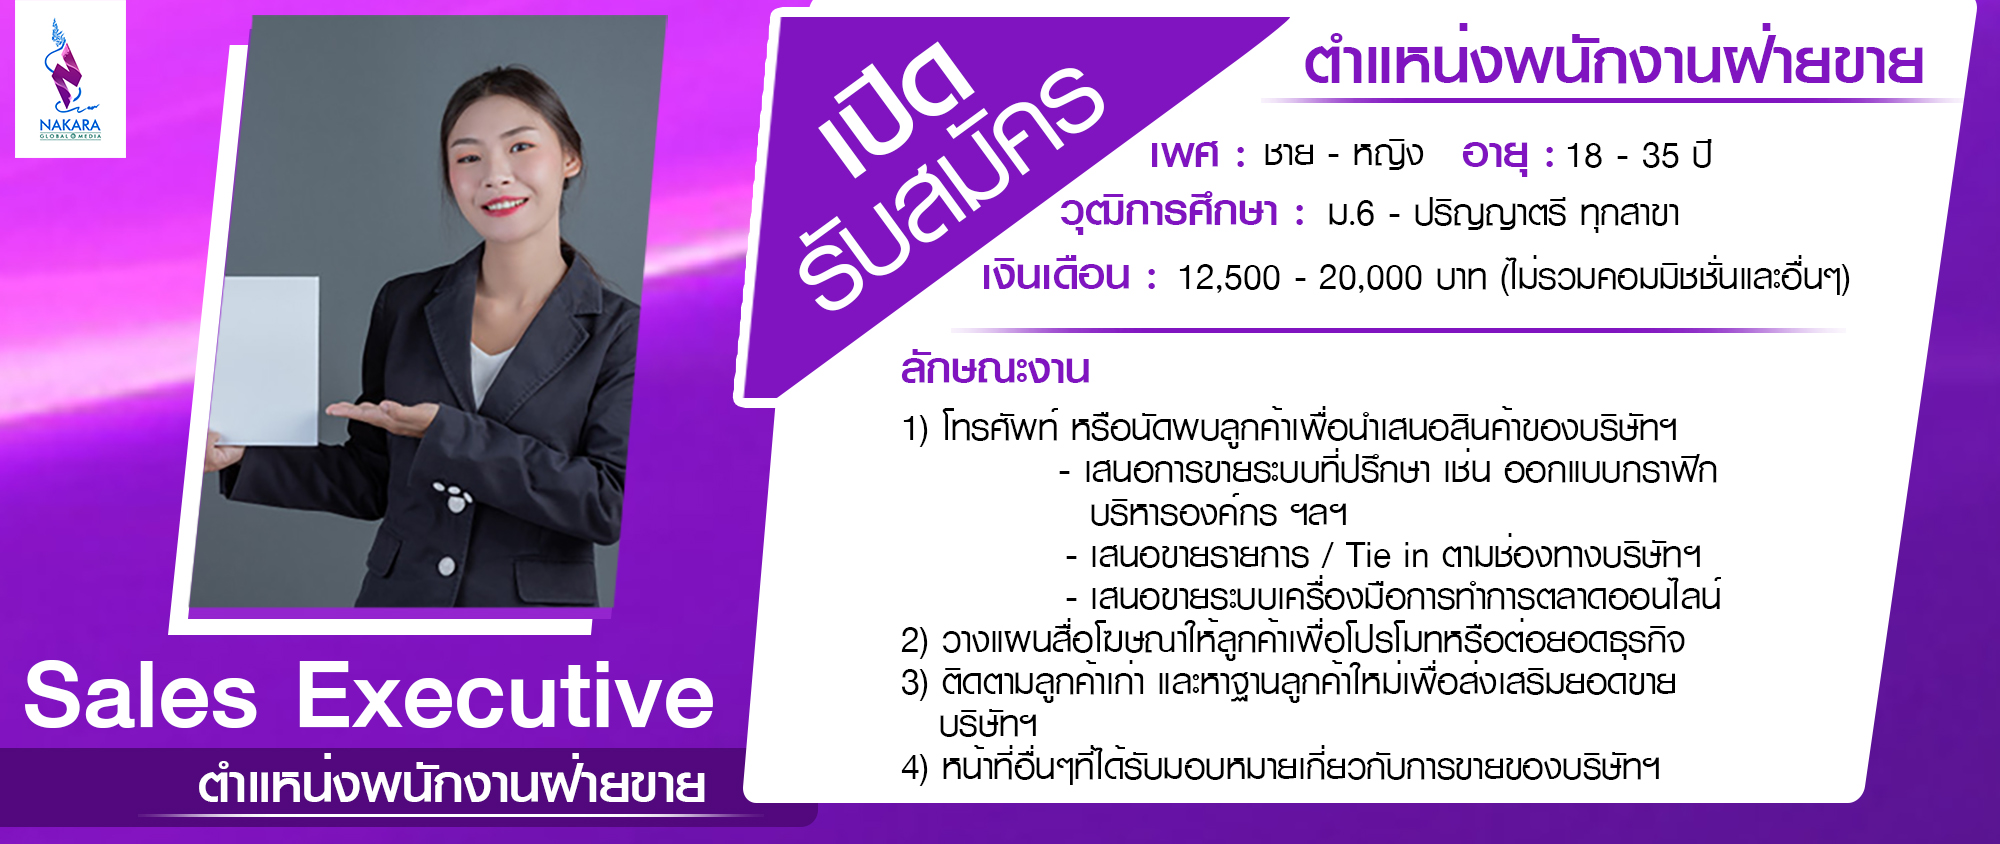 NAKARA
GLOBAL MEDIA
เปิด
รับสมัคร
ตำแหน่งพนักงานฝ่ายขาย
เพศ : ชาย - หญิง อายุ : 18 - 35 ปี
วุฒิการศึกษา : ม.6 - ปริญญาตรี ทุกสาขา
เงินเดือน : 12,500 - 20,000 บาท (ไม่รวมคอมมิชชั่นและอื่นๆ)
ลักษณะงาน
1) โทรศัพท์ หรือนัดพบลูกค้าเพื่อนำเสนอสินค้าของบริษัทฯ
- เสนอการขายระบบที่ปรึกษา เช่น ออกแบบกราฟิก
บริหารองค์กร ฯลฯ
- เสนอขายรายการ / Tie in ตามช่องทางบริษัทฯ
- เสนอขายระบบเครื่องมือการทำการตลาดออนไลน์
2) วางแผนสื่อโฆษณาให้ลูกค้าเพื่อโปรโมทหรือต่อยอดธุรกิจ
3) ติดตามลูกค้าเก่า และหาฐานลูกค้าใหม่เพื่อส่งเสริมยอดขาย
บริษัทฯ
4) หน้าที่อื่นๆที่ได้รับมอบหมายเกี่ยวกับการขายของบริษัทฯ
Sales Executive
ตำแหน่งพนักงานฝ่ายขาย